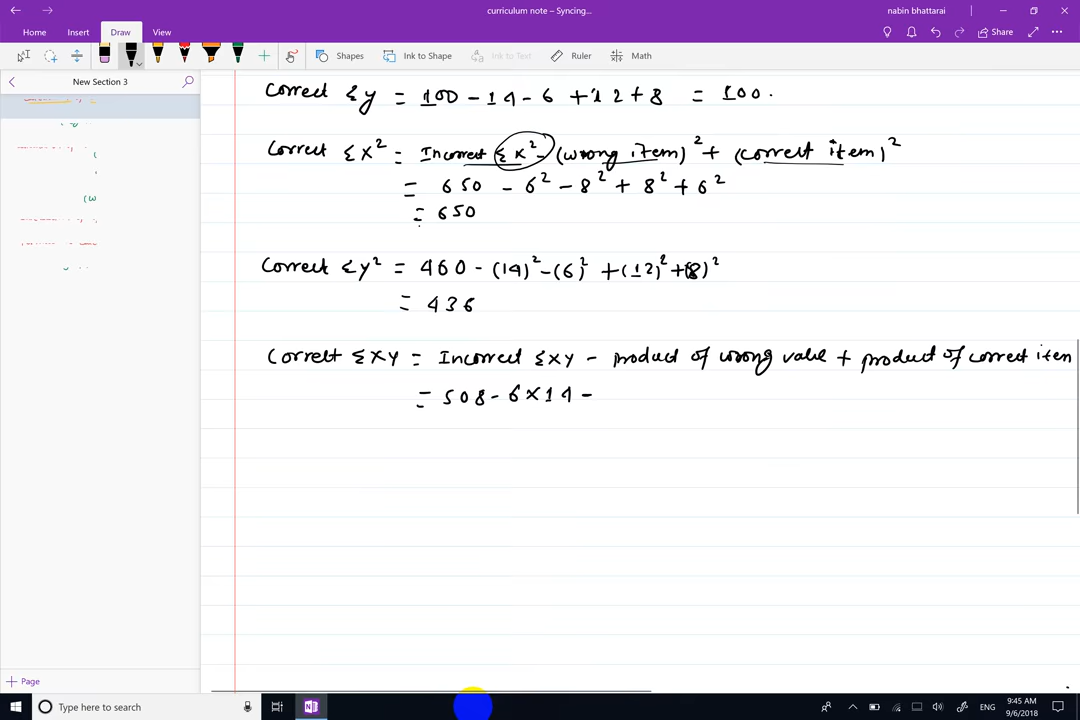 curriculum note – Syncing...
nabin bhattarai
Home Insert Draw View
Share
Shapes Ink to Shape Ink to Text Ruler Math
New Section 3
Correct Σy = 100 - 14 - 6 + 12 + 8 = 100.
Correct Σx² = Incorrect Σx² - (wrong item)² + (correct item)²
= 650 - 6² - 8² + 8² + 6²
= 650
Correct Σy² = 460 - (14)² - (6)² + (12)² + (8)²
= 436
Correct Σxy = Incorrect Σxy - product of wrong value + product of correct item
= 508 - 6×14 -
+ Page
Type here to search
ENG
9:45 AM
9/6/2018